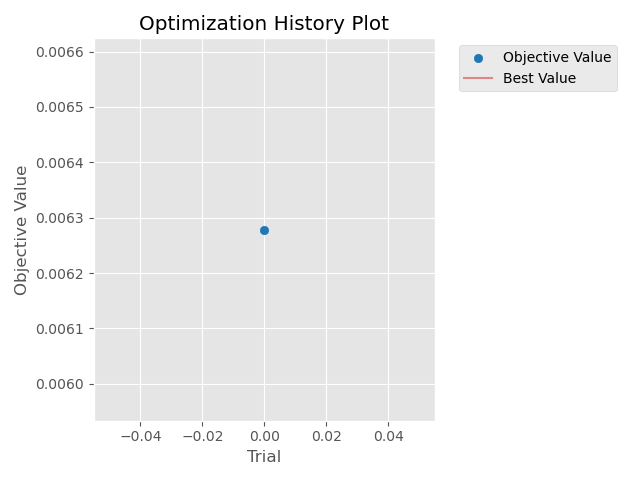 Optimization History Plot
Objective Value
Best Value
Objective Value
0.0066
0.0065
0.0064
0.0063
0.0062
0.0061
0.0060
−0.04 −0.02 0.00 0.02 0.04
Trial